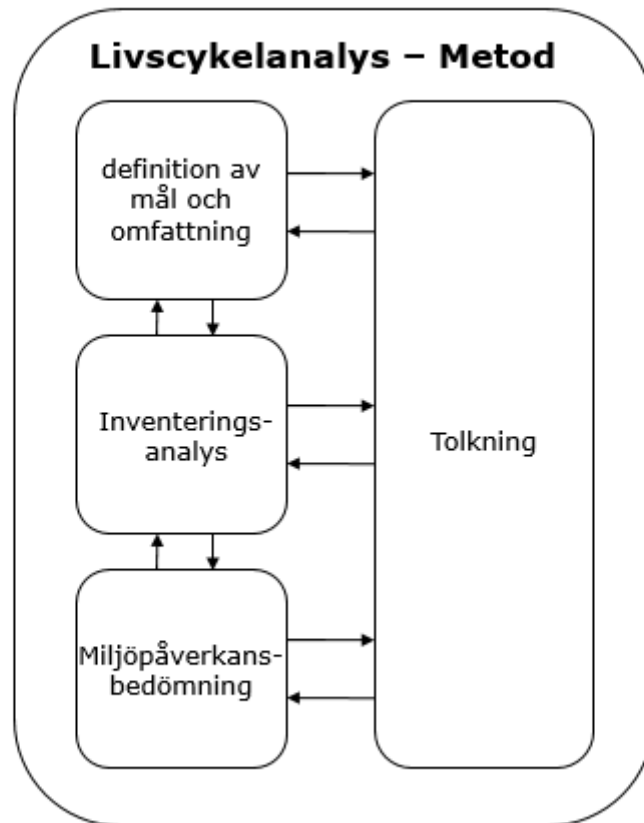 Livscykelanalys – Metod
definition av
mål och
omfattning
Inventerings-
analys
Miljöpåverkans-
bedömning
Tolkning